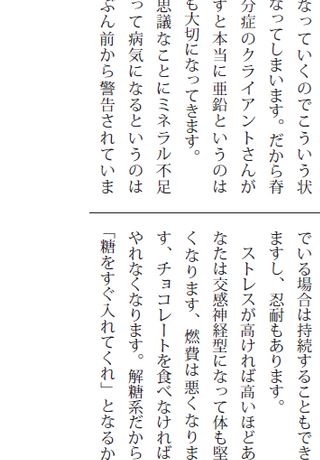 なっていくのでこういう状
なってしまいます。だから脊
分症のクライアントさんが
すと本当に亜鉛というのは
も大切になってきます。
思議なことにミネラル不足
って病気になるというのは
ぶん前から警告されていま
でいる場合は持続することもでき
ますし、忍耐もあります。
ストレスが高ければ高いほどあ
なたは交感神経型になって体も堅
くなります、燃費は悪くなりま
す、チョコレートを食べなければ
やれなくなります。解糖系だから
「糖をすぐ入れてくれ」となるか